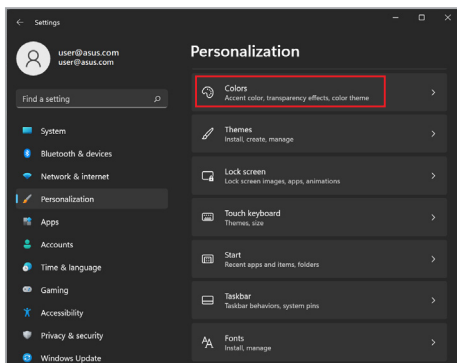 Settings
user@asus.com
user@asus.com
Find a setting
System
Bluetooth & devices
Network & internet
Personalization
Apps
Accounts
Time & language
Gaming
Accessibility
Privacy & security
Windows Update
Personalization
Colors
Accent color, transparency effects, color theme
Themes
Install, create, manage
Lock screen
Lock screen images, apps, animations
Touch keyboard
Themes, size
Start
Recent apps and items, folders
Taskbar
Taskbar behaviors, system pins
Fonts
Install, manage